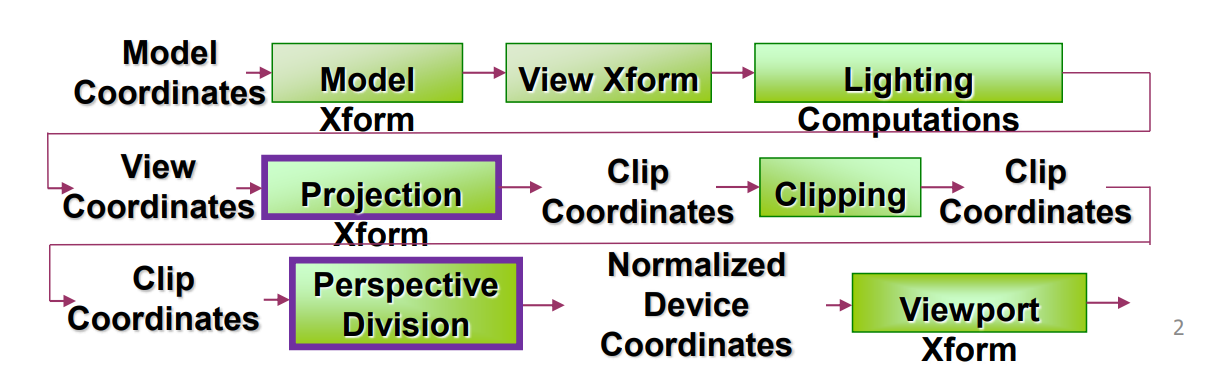 Model
Coordinates
Model
Xform
View Xform
Lighting
Computations
View
Coordinates
Projection
Xform
Clip
Coordinates
Clipping
Clip
Coordinates
Clip
Coordinates
Perspective
Division
Normalized
Device
Coordinates
Viewport
Xform
2